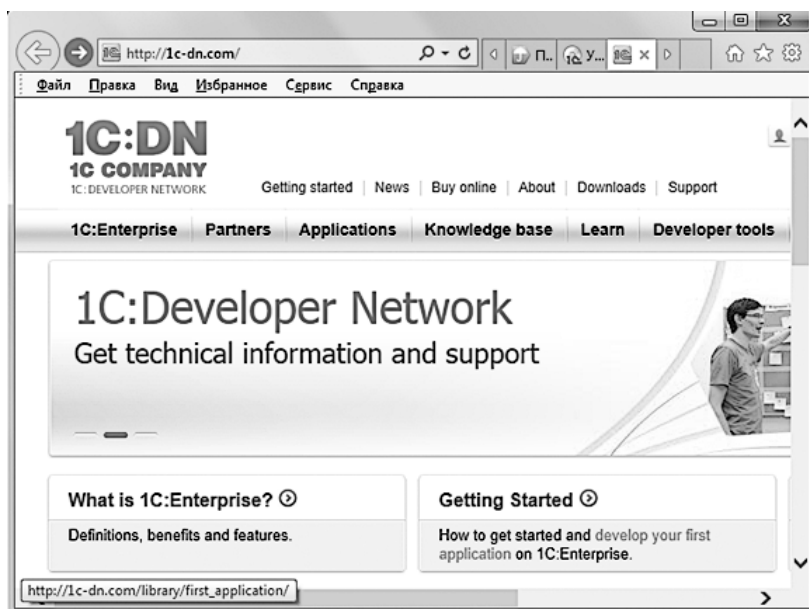 http://1c-dn.com/
П..
У...
Файл Правка Вид Избранное Сервис Справка
1C:DN
1C COMPANY
1C: DEVELOPER NETWORK
Getting started | News | Buy online | About | Downloads | Support
1C:Enterprise Partners Applications Knowledge base Learn Developer tools
1C:Developer Network
Get technical information and support
What is 1C:Enterprise?
Definitions, benefits and features.
Getting Started
How to get started and develop your first
application on 1C:Enterprise.
http://1c-dn.com/library/first_application/